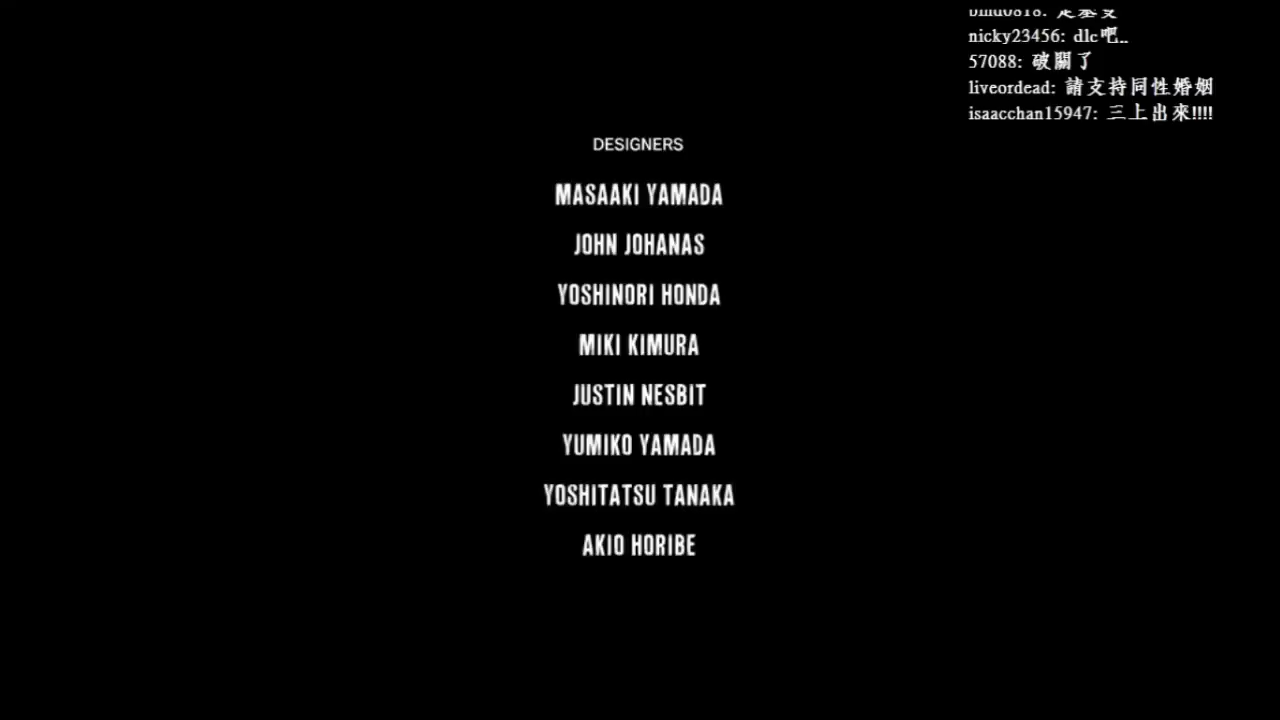 nicky23456: dlc吧..
57088: 破關了
liveordead: 請支持同性婚姻
isaacchan15947: 三上出來!!!!
DESIGNERS
MASAAKI YAMADA
JOHN JOHANAS
YOSHINORI HONDA
MIKI KIMURA
JUSTIN NESBIT
YUMIKO YAMADA
YOSHITATSU TANAKA
AKIO HORIBE